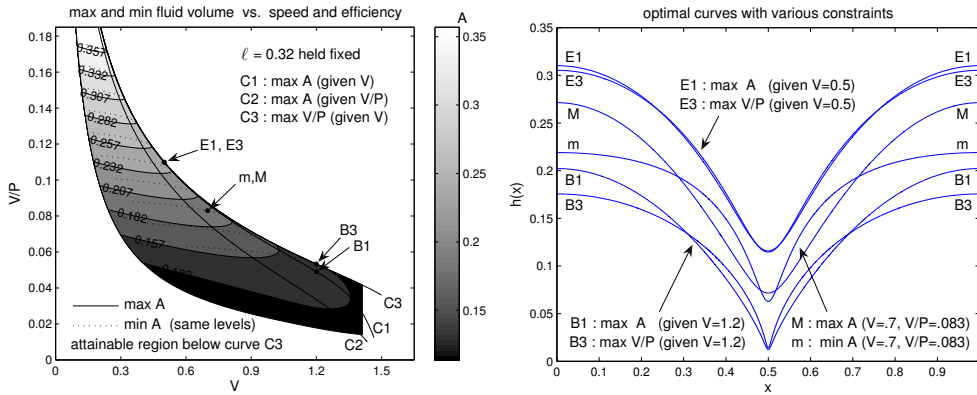 max and min fluid volume vs. speed and efficiency
A
ℓ = 0.32 held fixed
C1 : max A (given V)
C2 : max A (given V/P)
C3 : max V/P (given V)
E1, E3
m,M
B3
B1
C3
C1
C2
0.357
0.332
0.307
0.282
0.257
0.232
0.207
0.182
0.157
max A
min A (same levels)
attainable region below curve C3
V/P
0.18
0.16
0.14
0.12
0.1
0.08
0.06
0.04
0.02
0
0 0.3 0.6 0.9 1.2 1.5
V
0.35
0.3
0.25
0.2
0.15
optimal curves with various constraints
E1
E3
M
m
B1
B3
E1 : max A (given V=0.5)
E3 : max V/P (given V=0.5)
E1
E3
M
m
B1
B3
B1 : max A (given V=1.2)
B3 : max V/P (given V=1.2)
M : max A (V=.7, V/P=.083)
m : min A (V=.7, V/P=.083)
h(x)
0.35
0.3
0.25
0.2
0.15
0.1
0.05
0
0 0.1 0.2 0.3 0.4 0.5 0.6 0.7 0.8 0.9
x